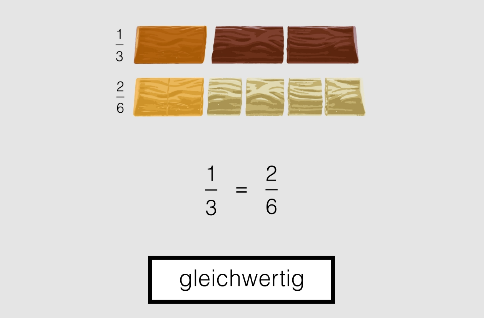 1/3
2/6
1/3 = 2/6
gleichwertig